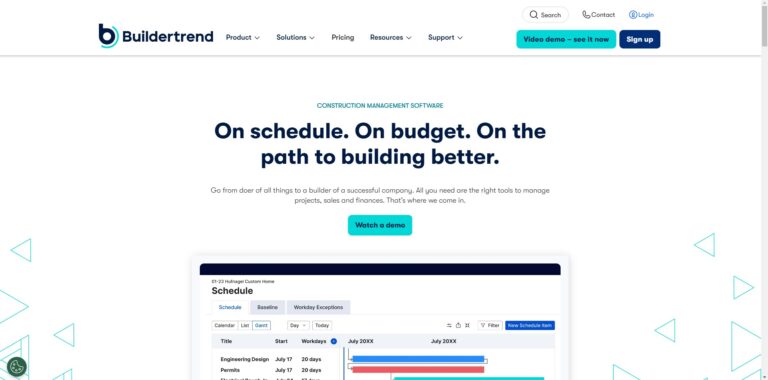 Search
Contact
Login
Buildertrend
Product
Solutions
Pricing
Resources
Support
Video demo – see it now
Sign up
CONSTRUCTION MANAGEMENT SOFTWARE
On schedule. On budget. On the
path to building better.
Go from doer of all things to a builder of a successful company. All you need are the right tools to manage
projects, sales and finances. That's where we come in.
Watch a demo
01-22 Hufnagel Custom Home
Schedule
Schedule Baseline Workday Exceptions
Calendar List Gantt Day Today Filter New Schedule Item
Title Start Workdays July 20XX July 20XX
Engineering Design July 17 20 days
Permits July 17 20 days